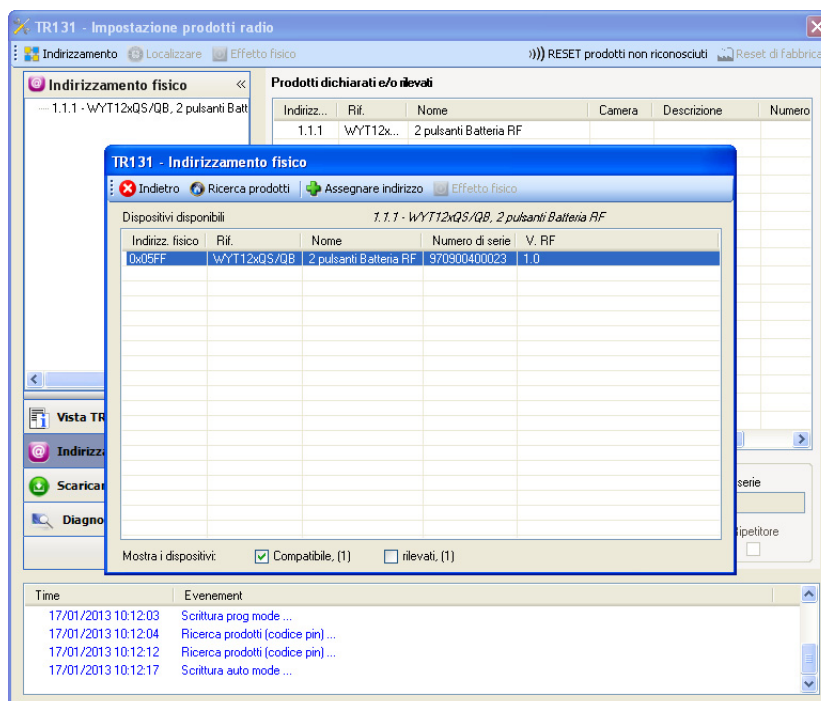 TR131 - Impostazione prodotti radio
Indirizzamento Localizzare Effetto fisico ))) RESET prodotti non riconosciuti Reset di fabbrica
Indirizzamento fisico «
1.1.1 - WYT12xQS/QB, 2 pulsanti Batt
Prodotti dichiarati e/o rilevati
Indirizz... Rif. Nome Camera Descrizione Numero
1.1.1 WYT12x... 2 pulsanti Batteria RF
TR131 - Indirizzamento fisico
Indietro Ricerca prodotti Assegnare indirizzo Effetto fisico
Dispositivi disponibili 1.1.1 - WYT12xQS/QB, 2 pulsanti Batteria RF
Indirizz. fisico Rif. Nome Numero di serie V. RF
0x05FF WYT12xQS/QB 2 pulsanti Batteria RF 970900400023 1.0
Mostra i dispositivi: Compatibile, (1) rilevati, (1)
Vista TR
Indirizza
Scaricar
Diagno
serie
ipetitore
Time Evenement
17/01/2013 10:12:03 Scrittura prog mode ...
17/01/2013 10:12:04 Ricerca prodotti (codice pin) ...
17/01/2013 10:12:12 Ricerca prodotti (codice pin) ...
17/01/2013 10:12:17 Scrittura auto mode ...